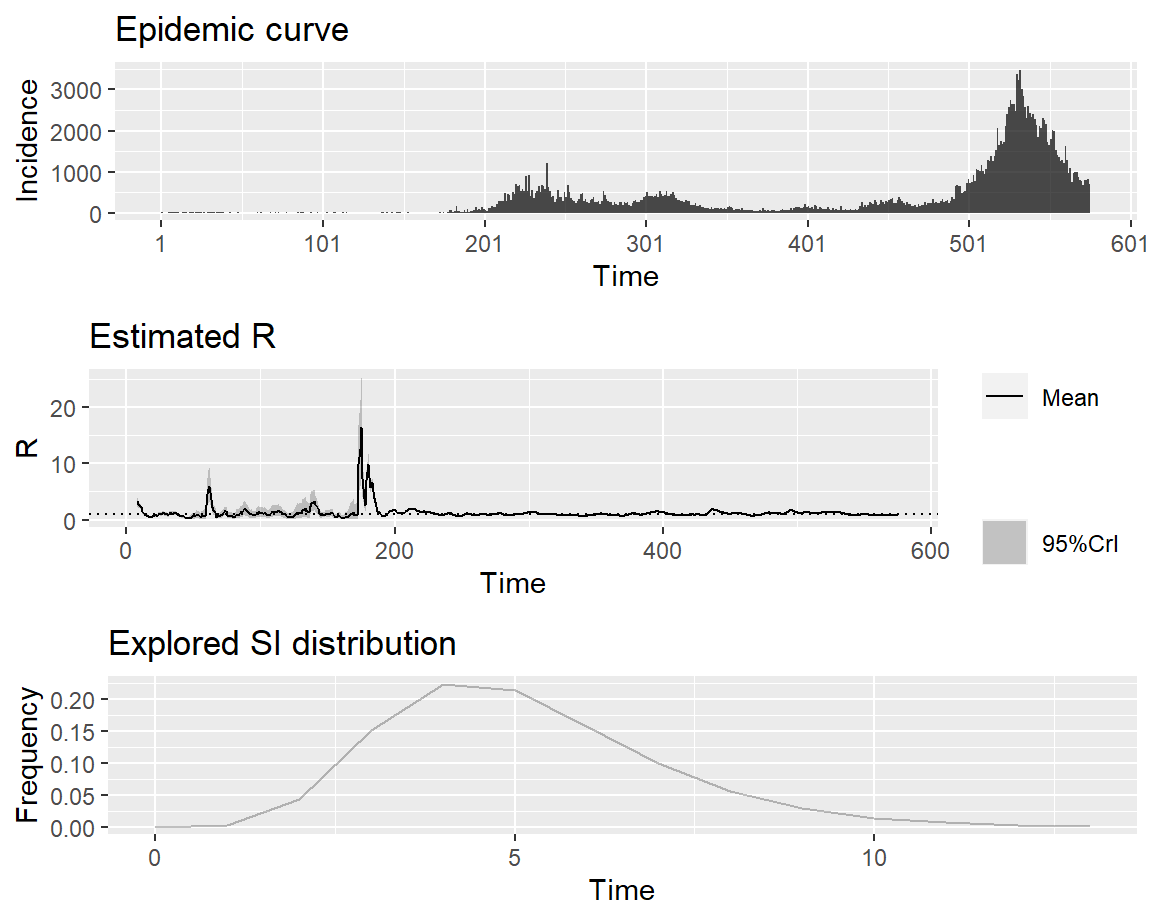 Epidemic curve
Incidence
3000
2000
1000
0
1 101 201 301 401 501 601
Time
Estimated R
R
20
10
0
0 200 400 600
Time
Mean
95%CrI
Explored SI distribution
Frequency
0.20
0.15
0.10
0.05
0.00
0 5 10
Time